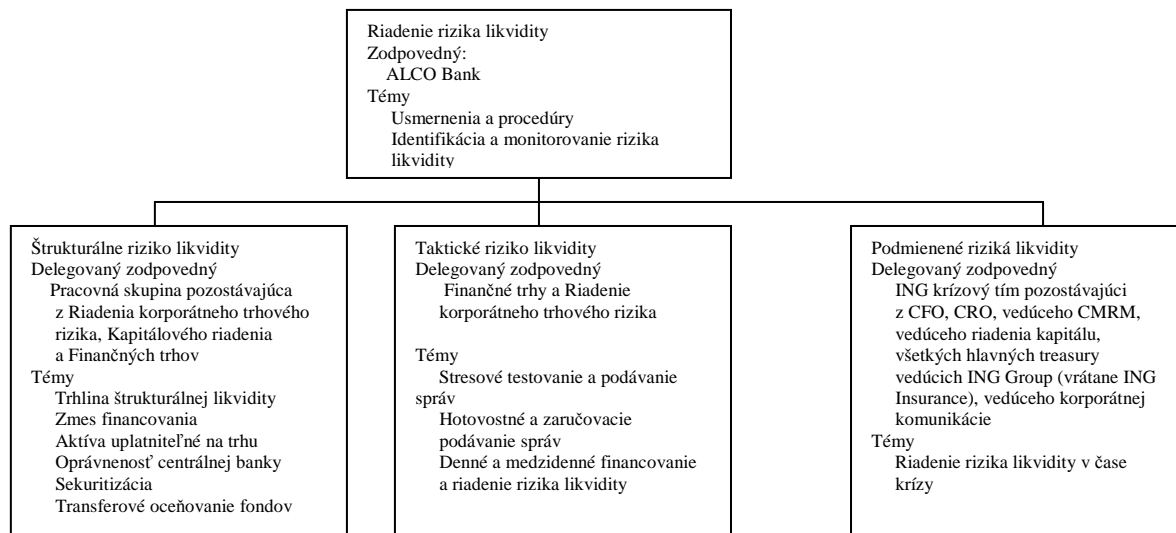 Riadenie rizika likvidity
Zodpovedný:
ALCO Bank
Témy
Usmernenia a procedúry
Identifikácia a monitorovanie rizika
likvidity
Štrukturálne riziko likvidity
Delegovaný zodpovedný
Pracovná skupina pozostávajúca
z Riadenia korporátneho trhového
rizika, Kapitálového riadenia
a Finančných trhov
Témy
Trhlina štrukturálnej likvidity
Zmes financovania
Aktíva uplatniteľné na trhu
Oprávnenosť centrálnej banky
Sekuritizácia
Transferové oceňovanie fondov
Taktické riziko likvidity
Delegovaný zodpovedný
Finančné trhy a Riadenie
korporátneho trhového rizika
Témy
Stresové testovanie a podávanie
správ
Hotovostné a zaručovacie
podávanie správ
Denné a medzidenné financovanie
a riadenie rizika likvidity
Podmienené riziká likvidity
Delegovaný zodpovedný
ING krízový tím pozostávajúci
z CFO, CRO, vedúceho CMRM,
vedúceho riadenia kapitálu,
všetkých hlavných treasury
vedúcich ING Group (vrátane ING
Insurance), vedúceho korporátnej
komunikácie
Témy
Riadenie rizika likvidity v čase
krízy